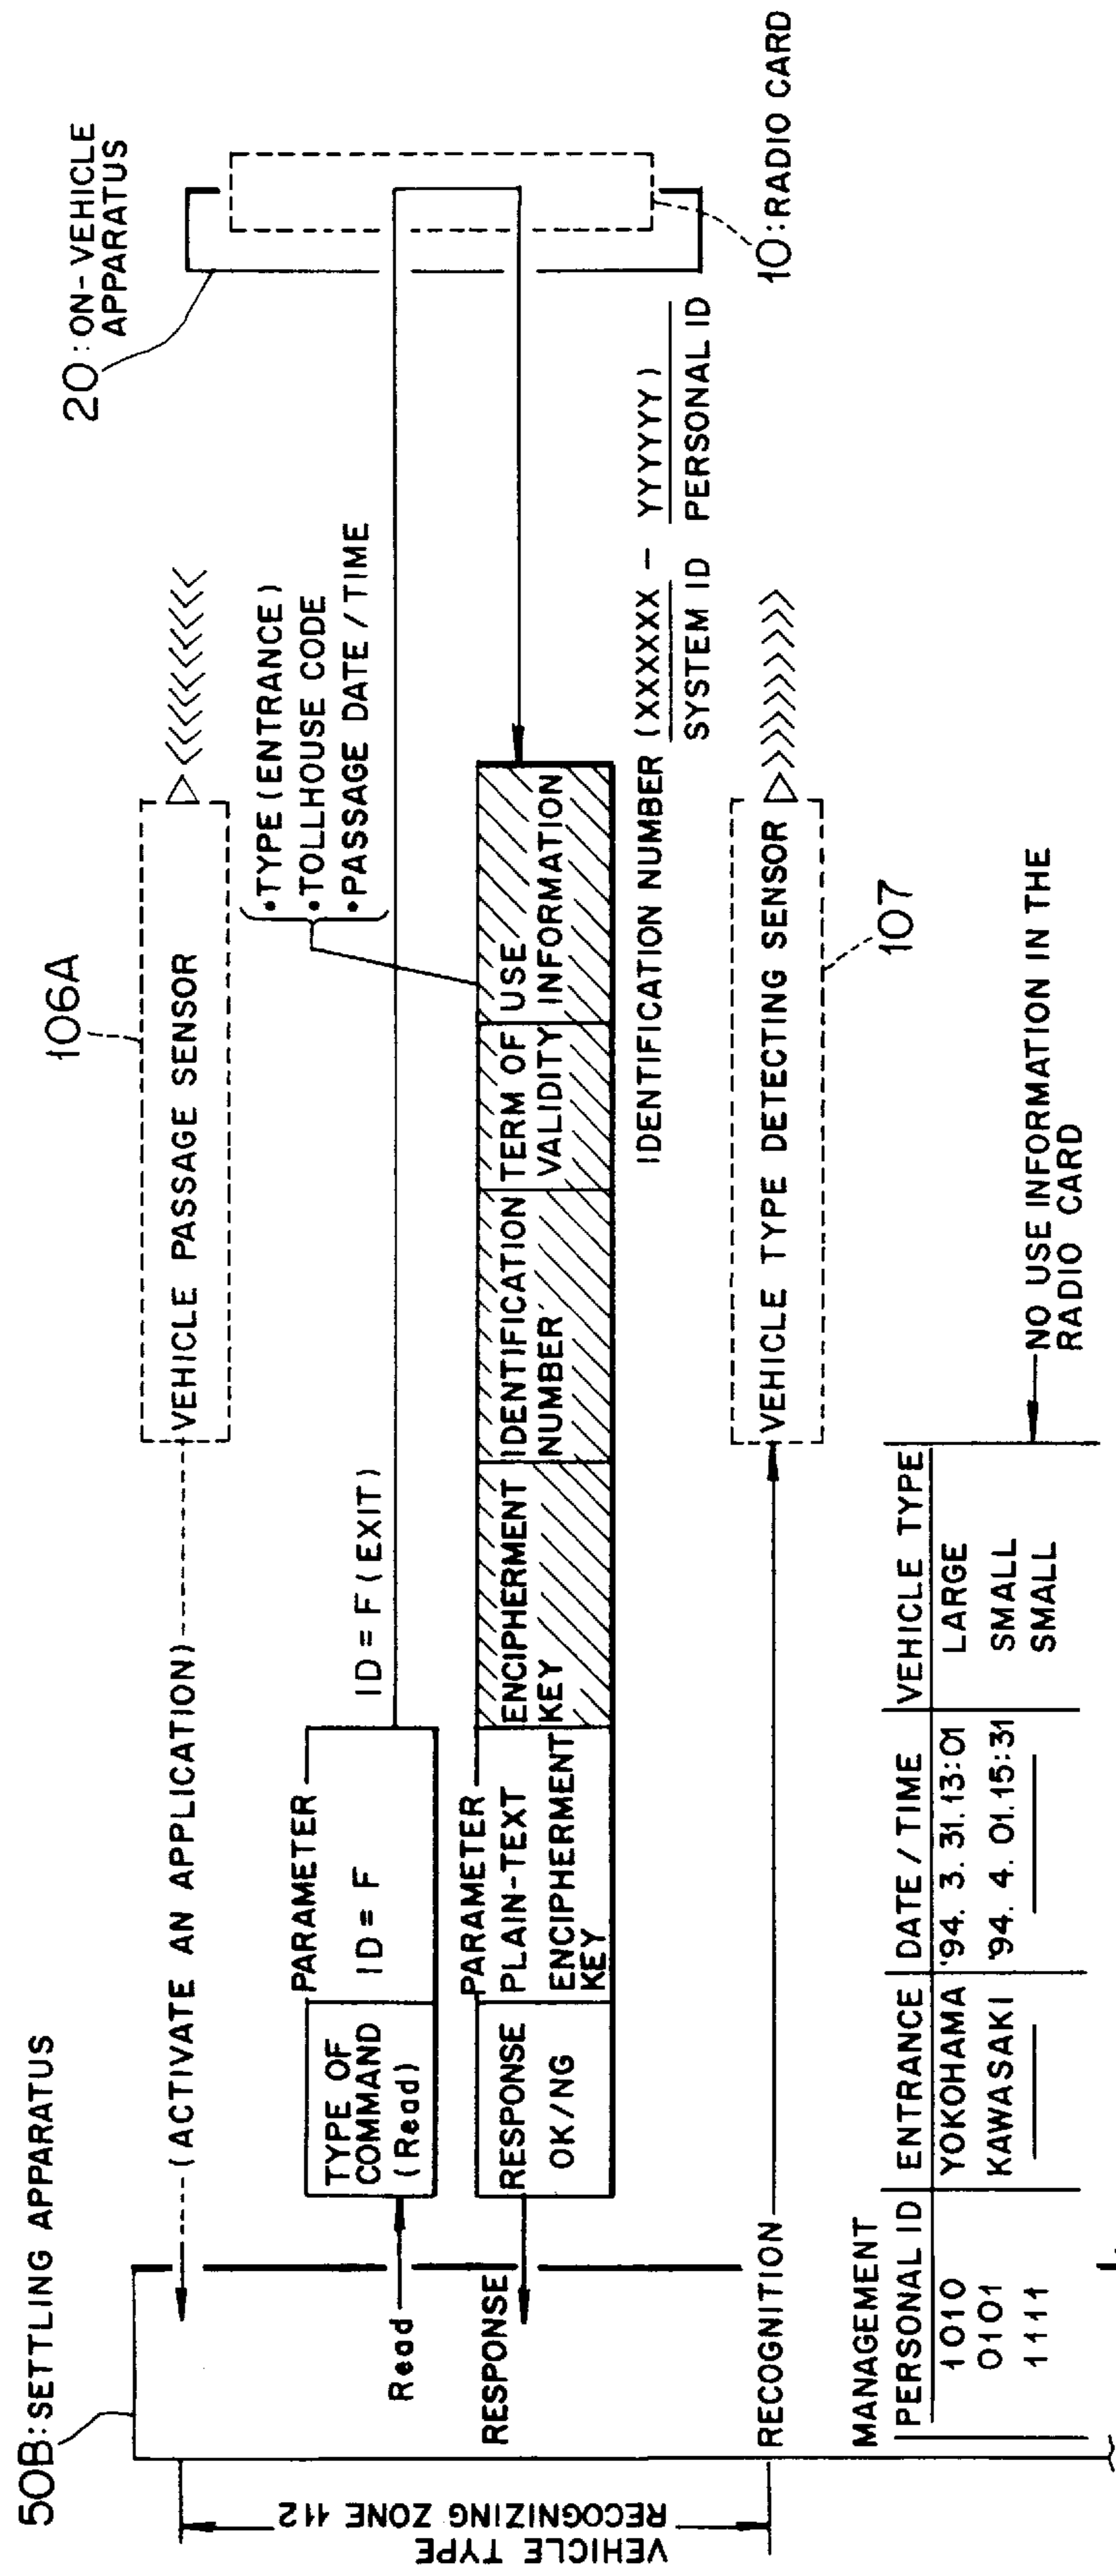 50B: SETTLING APPARATUS
106A
20: ON-VEHICLE
APPARATUS
(ACTIVATE AN APPLICATION)
VEHICLE PASSAGE SENSOR
• TYPE (ENTRANCE)
• TOLLHOUSE CODE
• PASSAGE DATE / TIME
PARAMETER
TYPE OF
COMMAND
(Read)
ID = F
ID = F (EXIT)
Read
RESPONSE
PARAMETER
RESPONSE
OK/NG
PLAIN-TEXT
ENCIPHERMENT
KEY
ENCIPHERMENT
KEY
IDENTIFICATION
NUMBER
TERM OF
VALIDITY
USE
INFORMATION
10: RADIO CARD
IDENTIFICATION NUMBER (XXXXXX - YYYYYY)
SYSTEM ID PERSONAL ID
VEHICLE TYPE
RECOGNIZING ZONE 112
RECOGNITION
VEHICLE TYPE DETECTING SENSOR
107
MANAGEMENT
PERSONAL ID ENTRANCE DATE / TIME VEHICLE TYPE
1010 YOKOHAMA '94. 3. 31. 13:01 LARGE
0101 KAWASAKI '94. 4. 01. 15:31 SMALL
1111 SMALL
NO USE INFORMATION IN THE
RADIO CARD